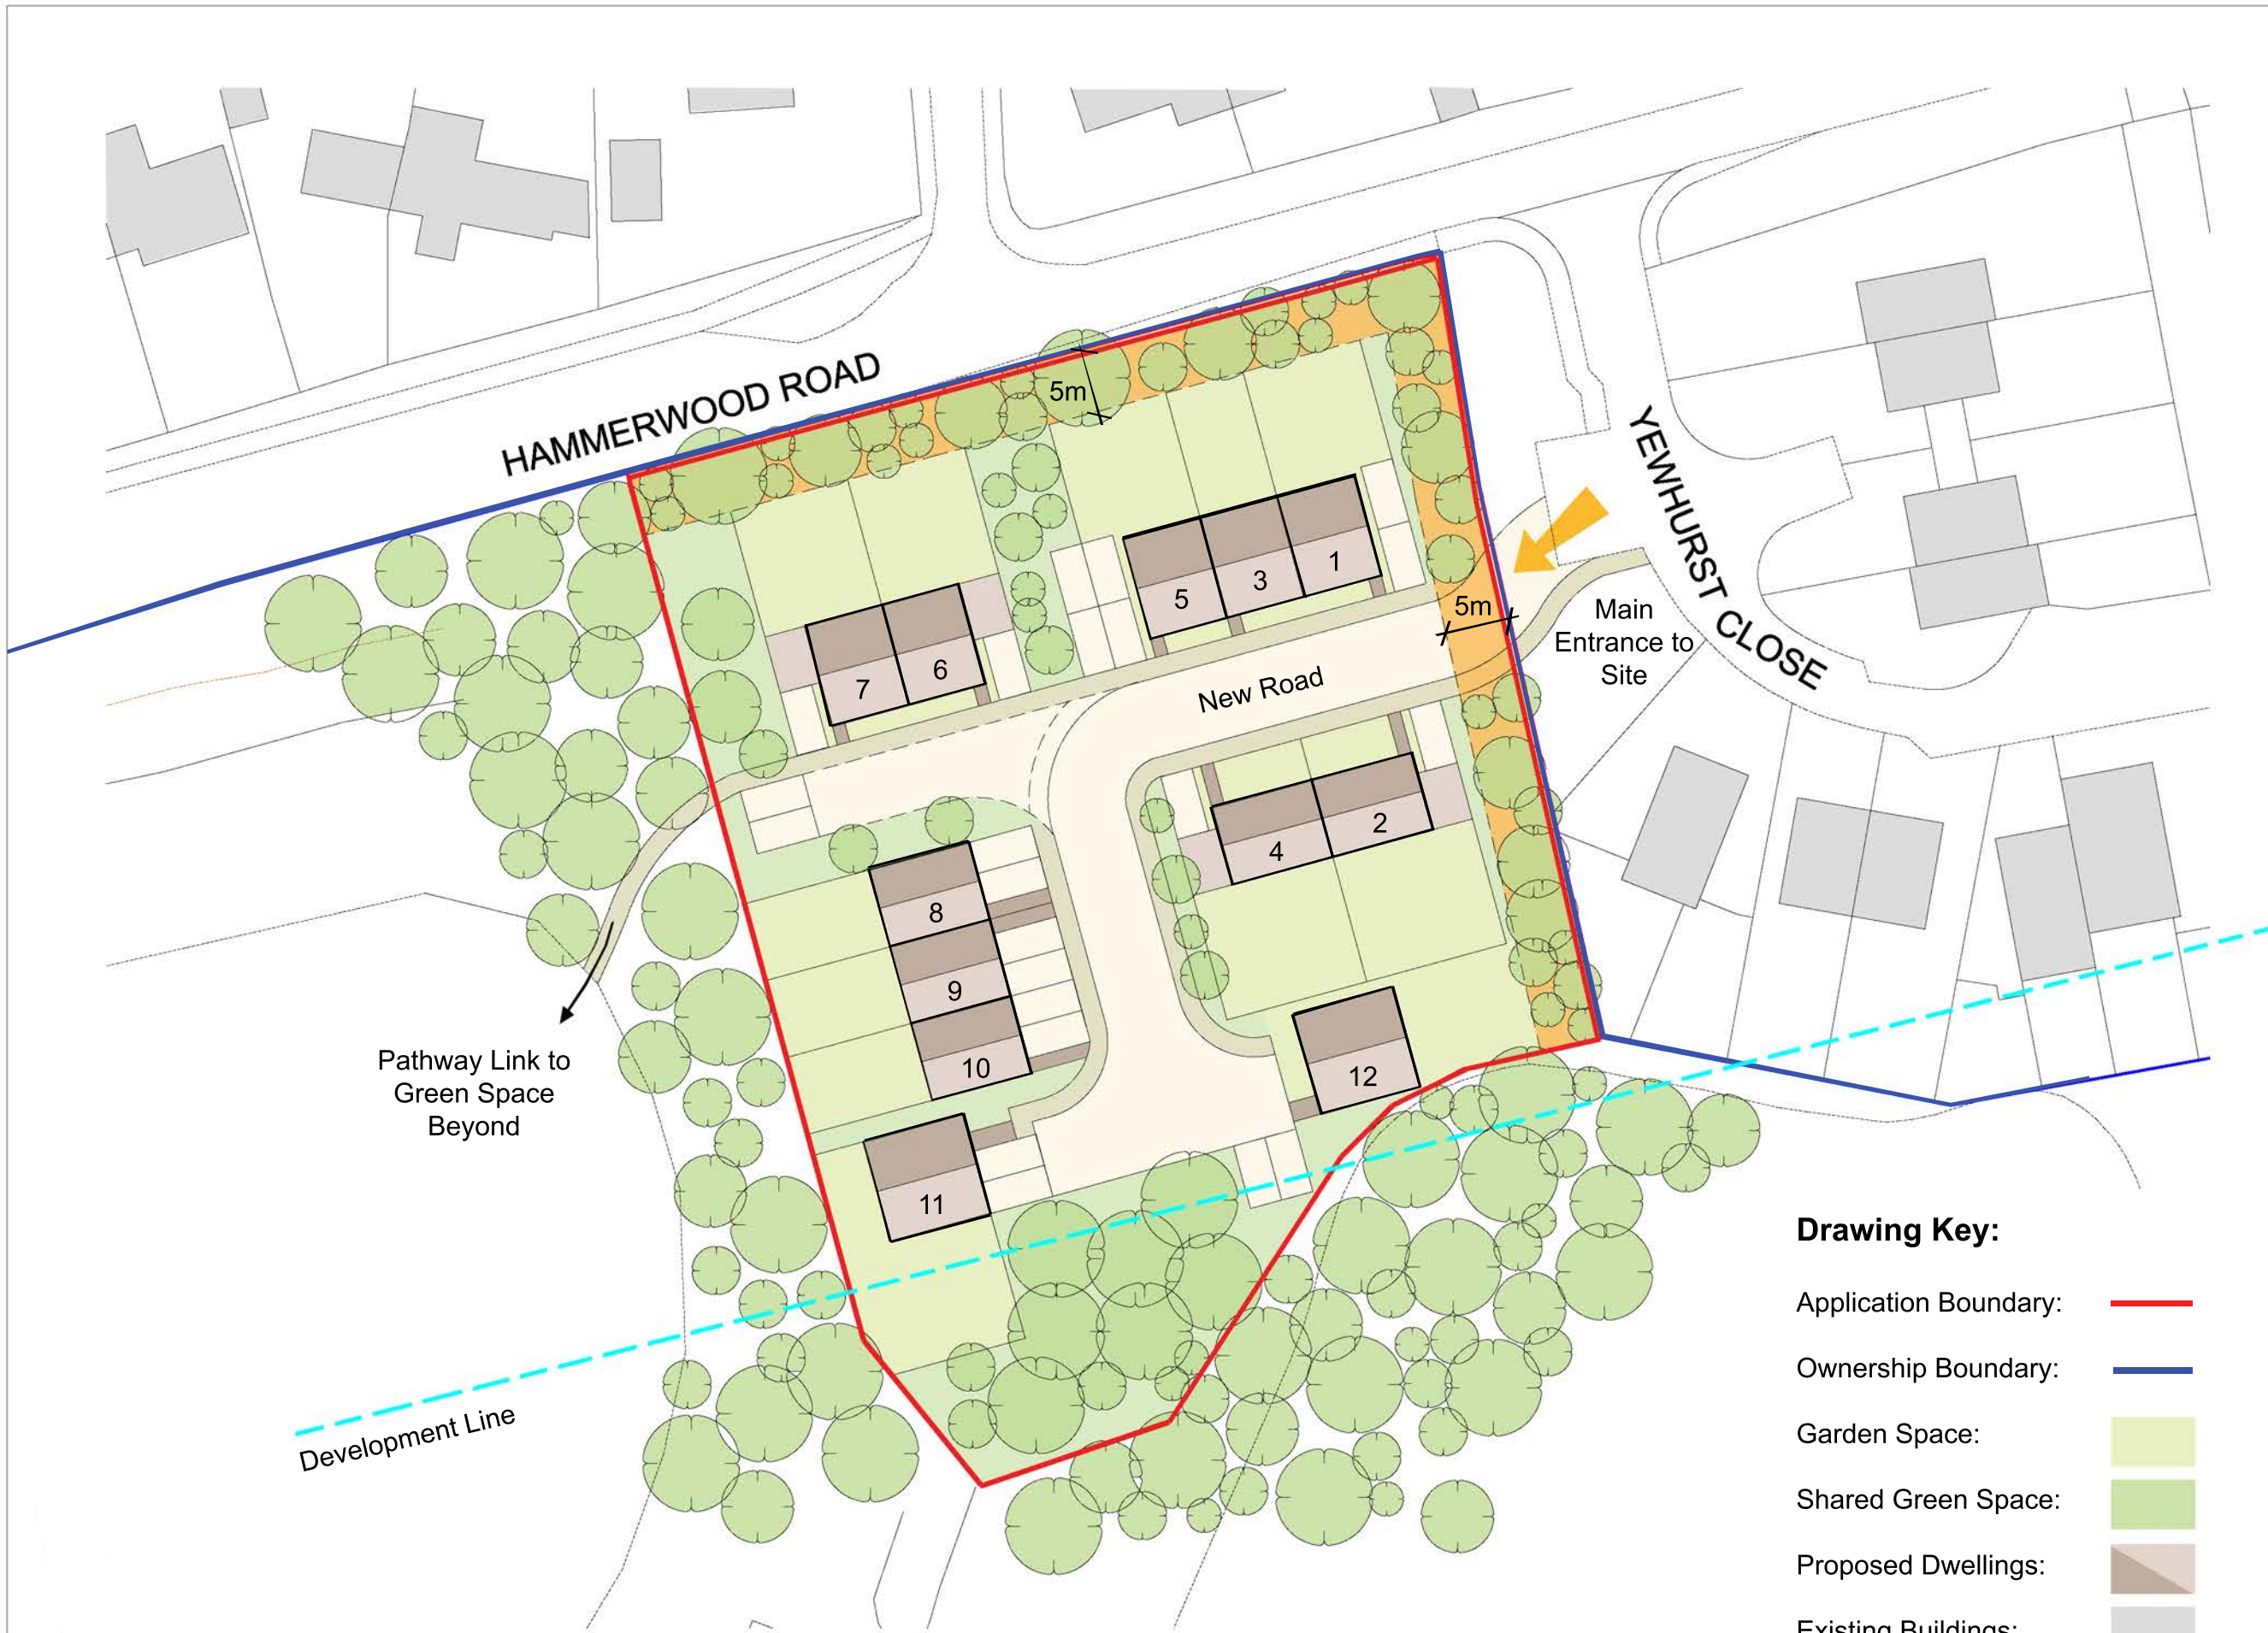 HAMMERWOOD ROAD
5m
YEWHURST CLOSE
5
3
1
5m
Main
Entrance to
Site
7
6
New Road
4
2
8
9
10
12
11
Pathway Link to
Green Space
Beyond
Development Line
Drawing Key:
Application Boundary:
Ownership Boundary:
Garden Space:
Shared Green Space:
Proposed Dwellings:
Existing Buildings: